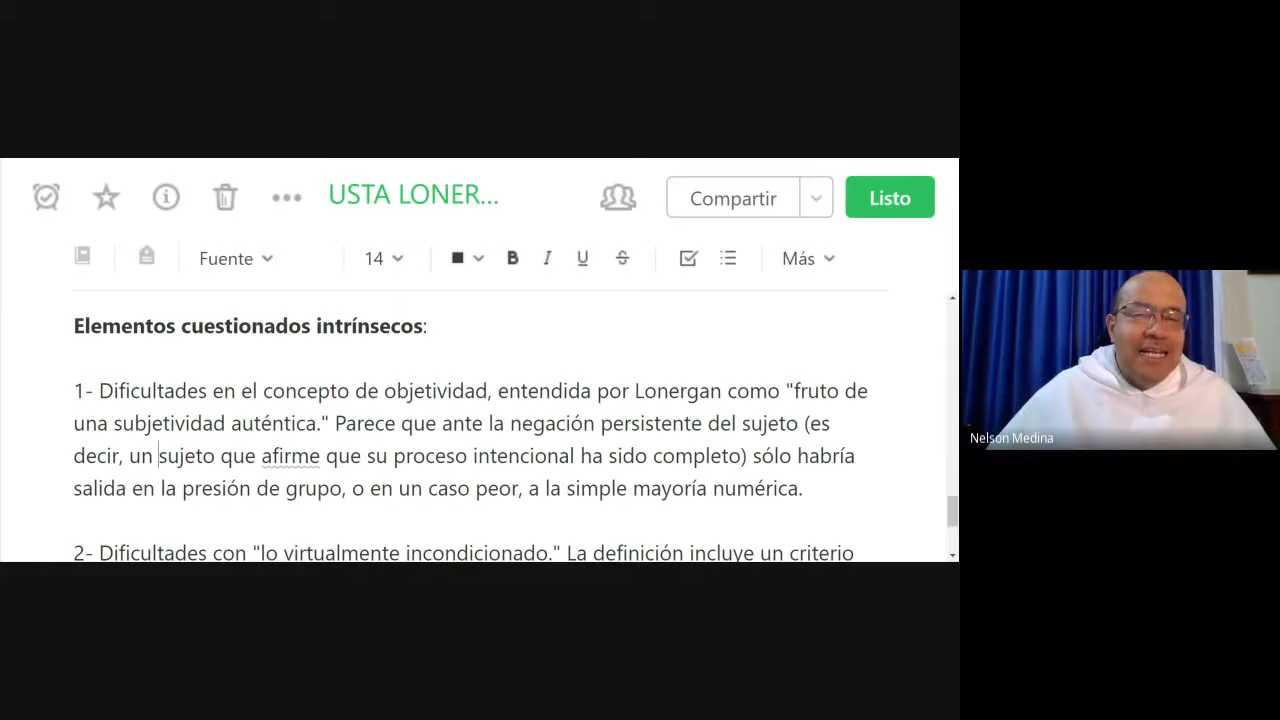 USTA LONER...
Compartir
Listo
Fuente
14
B I U S
Más
Elementos cuestionados intrínsecos:
1- Dificultades en el concepto de objetividad, entendida por Lonergan como "fruto de
una subjetividad auténtica." Parece que ante la negación persistente del sujeto (es
decir, un sujeto que afirme que su proceso intencional ha sido completo) sólo habría
salida en la presión de grupo, o en un caso peor, a la simple mayoría numérica.
2- Dificultades con "lo virtualmente incondicionado." La definición incluye un criterio
Nelson Medina